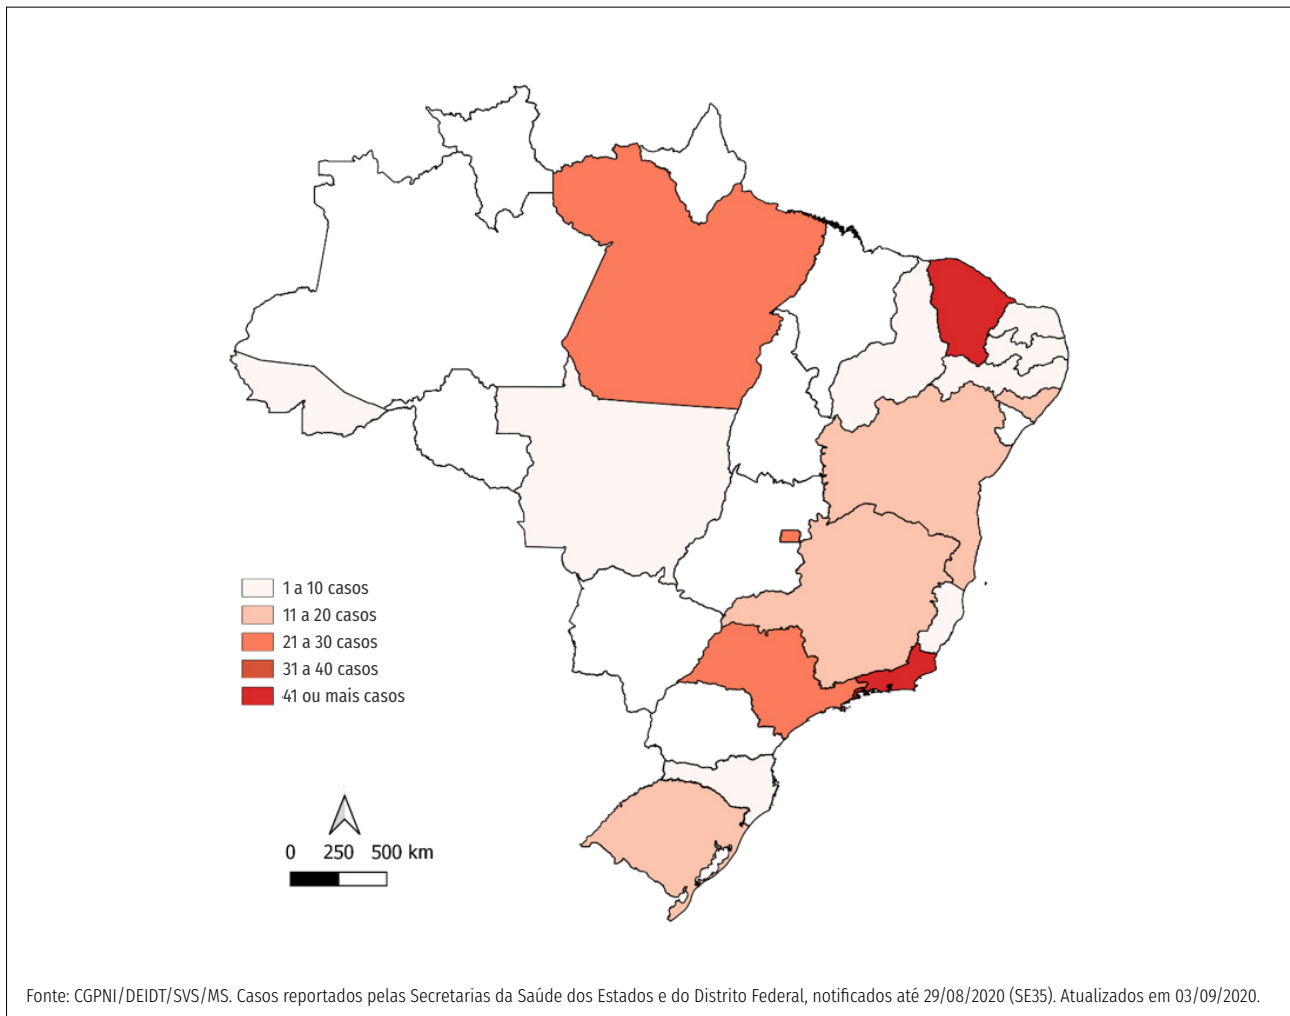 1 a 10 casos
11 a 20 casos
21 a 30 casos
31 a 40 casos
41 ou mais casos
0 250 500 km
Fonte: CGPNI/DEIDT/SVS/MS. Casos reportados pelas Secretarias da Saúde dos Estados e do Distrito Federal, notificados até 29/08/2020 (SE35). Atualizados em 03/09/2020.